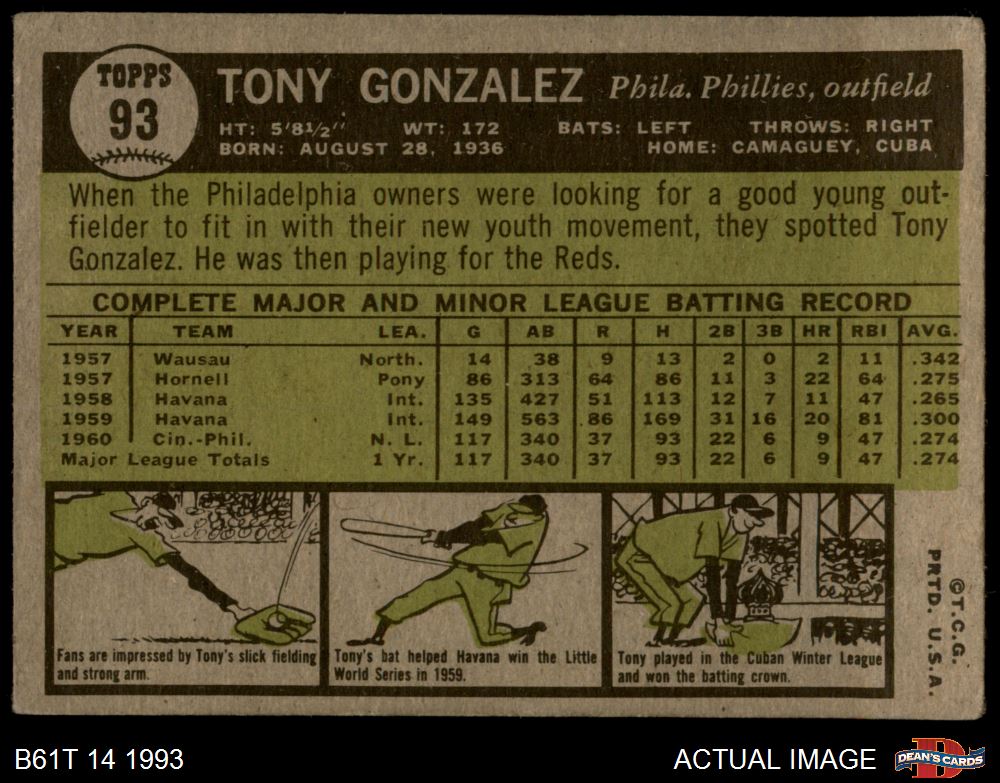 TOPPS
93
TONY GONZALEZ Phila. Phillies, outfield
HT: 5'8½" WT: 172 BATS: LEFT THROWS: RIGHT
BORN: AUGUST 28, 1936 HOME: CAMAGUEY, CUBA
When the Philadelphia owners were looking for a good young out-
fielder to fit in with their new youth movement, they spotted Tony
Gonzalez. He was then playing for the Reds.
COMPLETE MAJOR AND MINOR LEAGUE BATTING RECORD
YEAR TEAM LEA. G AB R H 2B 3B HR RBI AVG.
1957 Wausau North. 14 38 9 13 2 0 2 11 .342
1957 Hornell Pony 86 313 64 86 11 3 22 64 .275
1958 Havana Int. 135 427 51 113 12 7 11 47 .265
1959 Havana Int. 149 563 86 169 31 16 20 81 .300
1960 Cin.-Phil. N. L. 117 340 37 93 22 6 9 47 .274
Major League Totals 1 Yr. 117 340 37 93 22 6 9 47 .274
Fans are impressed by Tony's slick fielding
and strong arm.
Tony's bat helped Havana win the Little
World Series in 1959.
Tony played in the Cuban Winter League
and won the batting crown.
©T.C.G.
PRTD. U.S.A.
B61T 14 1993
ACTUAL IMAGE
DEAN'S CARDS